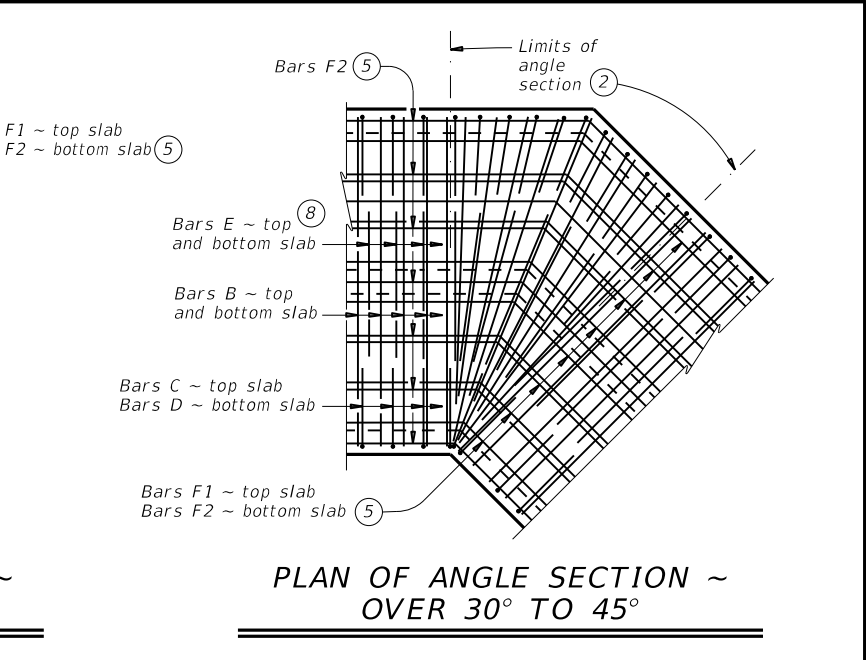 Limits of
angle
section 2
Bars F2 5
F1 ~ top slab
F2 ~ bottom slab 5
Bars E ~ top 8
and bottom slab
Bars B ~ top
and bottom slab
Bars C ~ top slab
Bars D ~ bottom slab
Bars F1 ~ top slab
Bars F2 ~ bottom slab 5
~
PLAN OF ANGLE SECTION ~
OVER 30° TO 45°